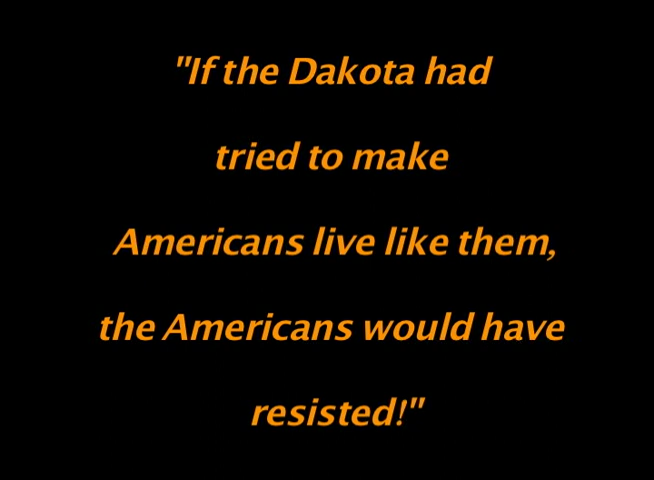 "If the Dakota had
tried to make
Americans live like them,
the Americans would have
resisted!"